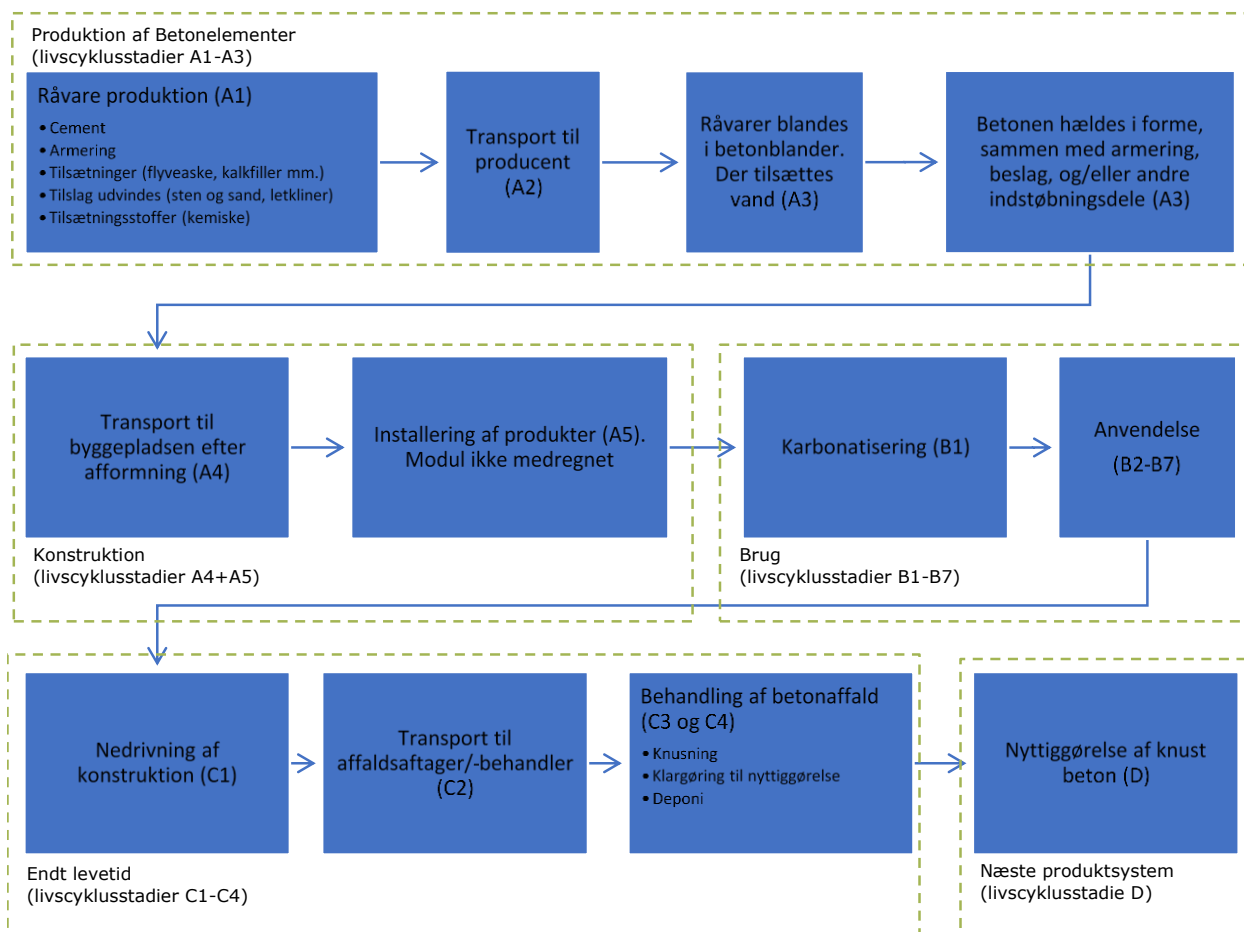 Produktion af Betonelementer
(livscyklusstadier A1-A3)
Råvare produktion (A1)
• Cement
• Armering
• Tilsætninger (flyveaske, kalkfiller mm.)
• Tilslag udvindes (sten og sand, letkliner)
• Tilsætningsstoffer (kemiske)
Transport til
producent
(A2)
Råvarer blandes
i betonblander.
Der tilsættes
vand (A3)
Betonen hældes i forme,
sammen med armering,
beslag, og/eller andre
indstøbningsdele (A3)
Transport til
byggepladsen efter
afformning (A4)
Installering af produkter (A5).
Modul ikke medregnet
Konstruktion
(livscyklusstadier A4+A5)
Karbonatisering (B1)
Anvendelse
(B2-B7)
Brug
(livscyklusstadier B1-B7)
Nedrivning af
konstruktion (C1)
Transport til
affaldsaftager/-behandler
(C2)
Behandling af betonaffald
(C3 og C4)
• Knusning
• Klargøring til nyttiggørelse
• Deponi
Endt levetid
(livscyklusstadier C1-C4)
Nyttiggørelse af knust
beton (D)
Næste produktsystem
(livscyklusstadie D)